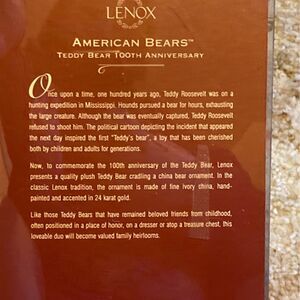 LENOX
AMERICAN BEARS™
TEDDY BEAR 100TH ANNIVERSARY
Once upon a time, one hundred years ago, Teddy Roosevelt was on a
hunting expedition in Mississippi. Hounds pursued a bear for hours, exhausting
the large creature. Although the bear was eventually captured, Teddy Roosevelt
refused to shoot him. The political cartoon depicting the incident that appeared
the next day inspired the first "Teddy's bear", a toy that has been cherished
both by children and adults for generations.
Now, to commemorate the 100th anniversary of the Teddy Bear, Lenox
presents a quality plush Teddy Bear cradling a china bear ornament. In the
classic Lenox tradition, the ornament is made of fine ivory china, hand-
painted and accented in 24 karat gold.
Like those Teddy Bears that have remained beloved friends from childhood,
often positioned in a place of honor, on a dresser or atop a treasure chest, this
loveable duo will become valued family heirlooms.